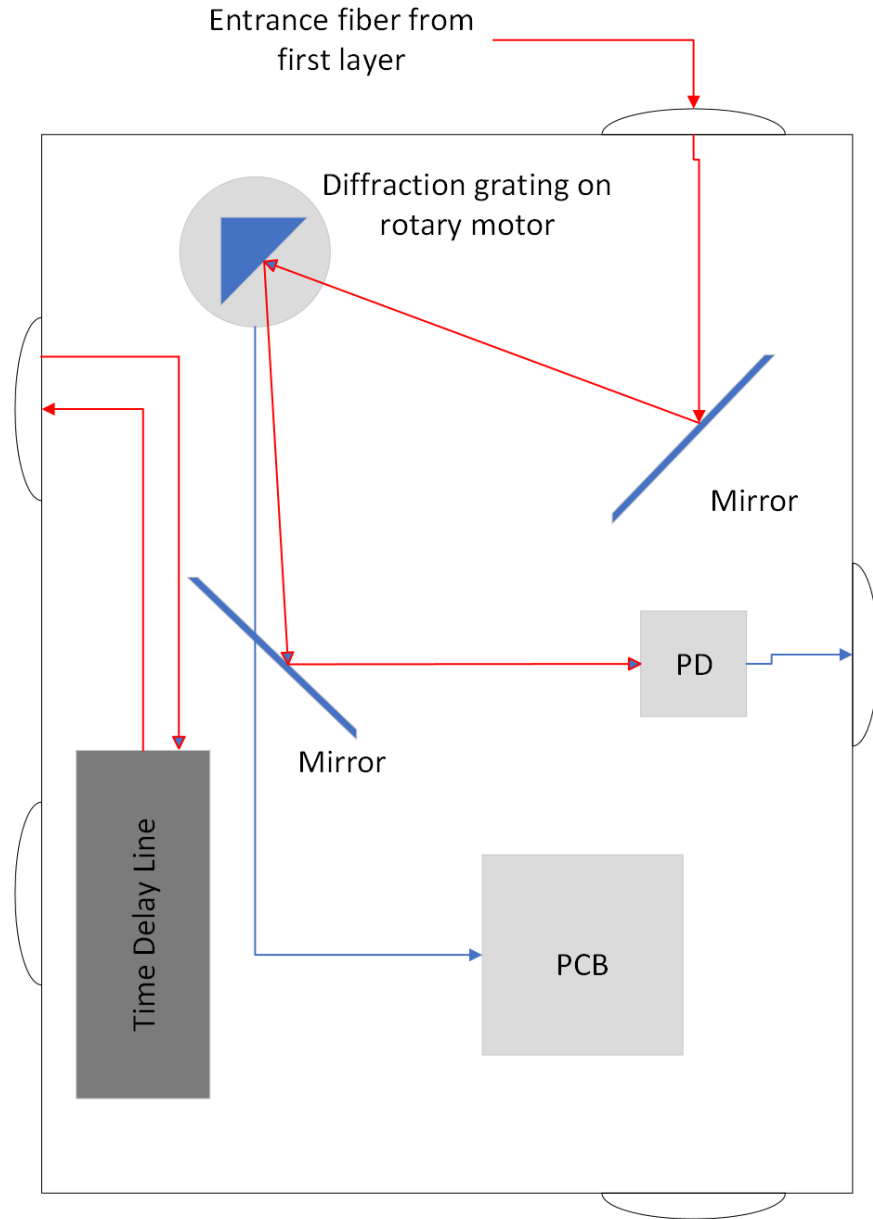 Entrance fiber from
first layer
Diffraction grating on
rotary motor
Mirror
PD
Mirror
Time Delay Line
PCB